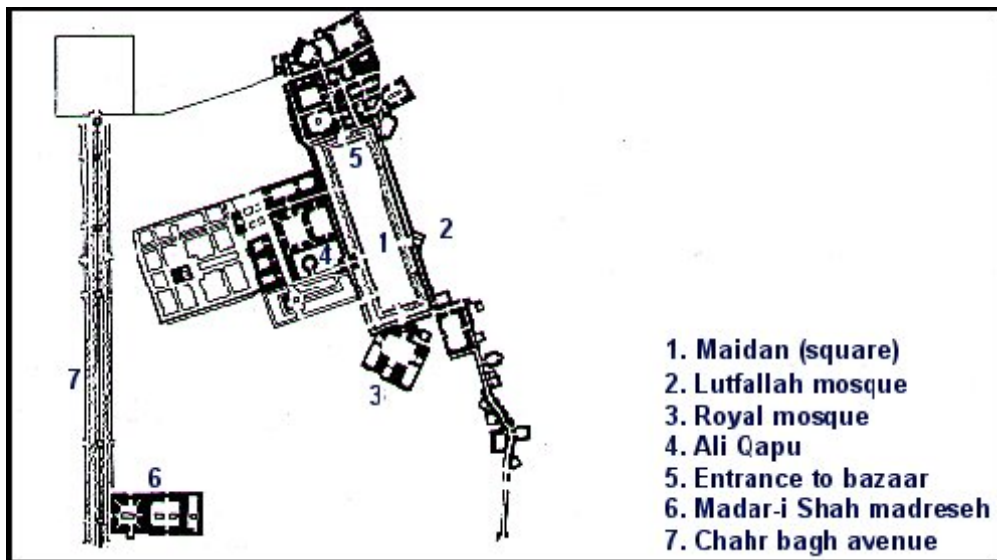 5
2
1
4
3
7
6
1. Maidan (square)
2. Lutfallah mosque
3. Royal mosque
4. Ali Qapu
5. Entrance to bazaar
6. Madar-i Shah madreseh
7. Chahr bagh avenue